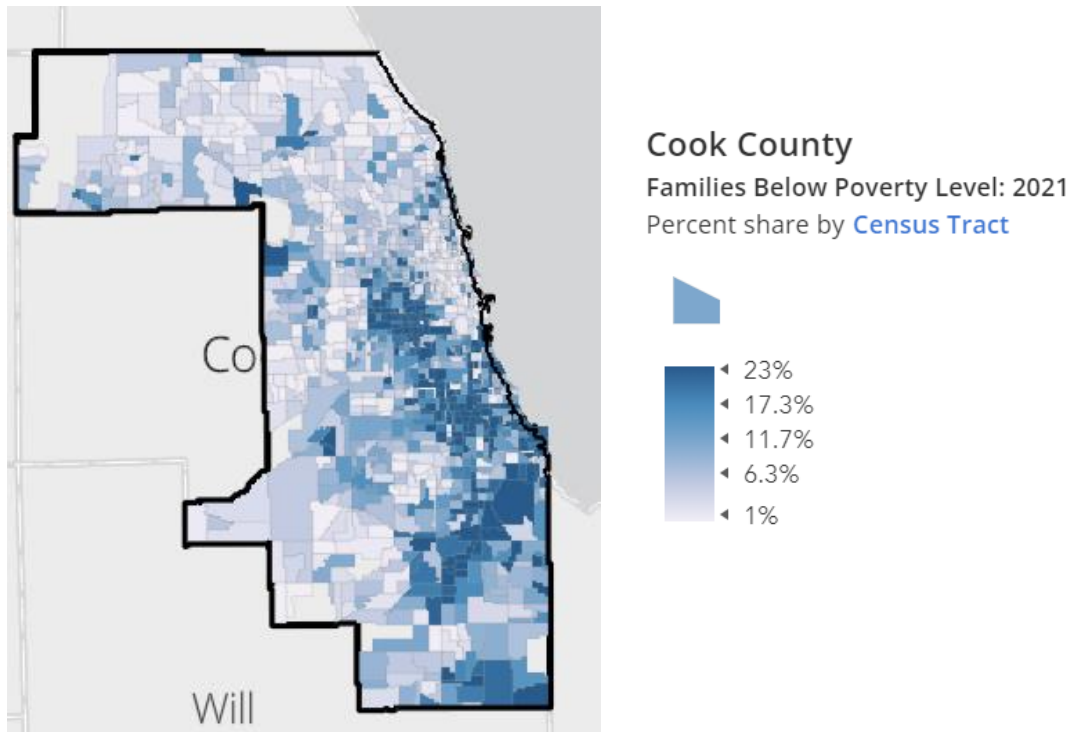 Co
Will
Cook County
Families Below Poverty Level: 2021
Percent share by Census Tract
23%
17.3%
11.7%
6.3%
1%